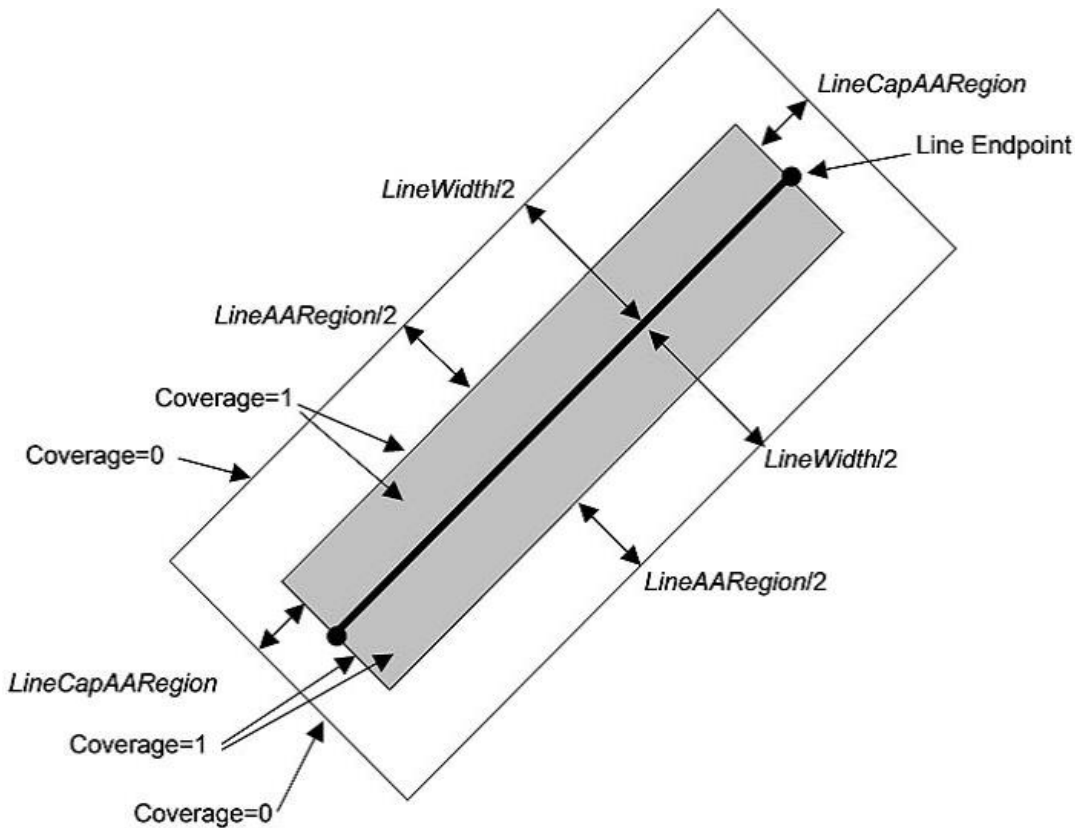 LineCapAARegion
Line Endpoint
LineWidth/2
LineAARegion/2
Coverage=1
Coverage=0
LineWidth/2
LineAARegion/2
LineCapAARegion
Coverage=1
Coverage=0